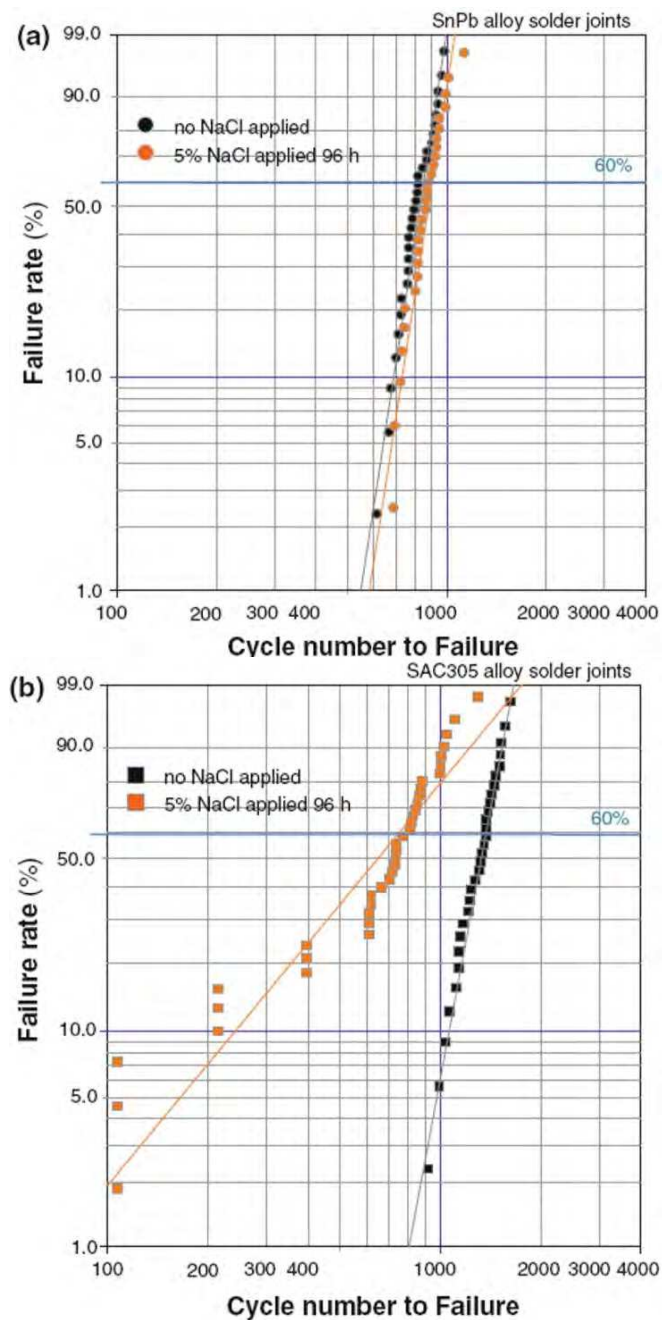 (a)
SnPb alloy solder joints
99.0
90.0
no NaCl applied
5% NaCl applied 96 h
60%
50.0
Failure rate (%)
10.0
5.0
1.0
100 200 300 400 1000 2000 3000 4000
Cycle number to Failure
(b)
SAC305 alloy solder joints
99.0
90.0
no NaCl applied
5% NaCl applied 96 h
60%
50.0
Failure rate (%)
10.0
5.0
1.0
100 200 300 400 1000 2000 3000 4000
Cycle number to Failure